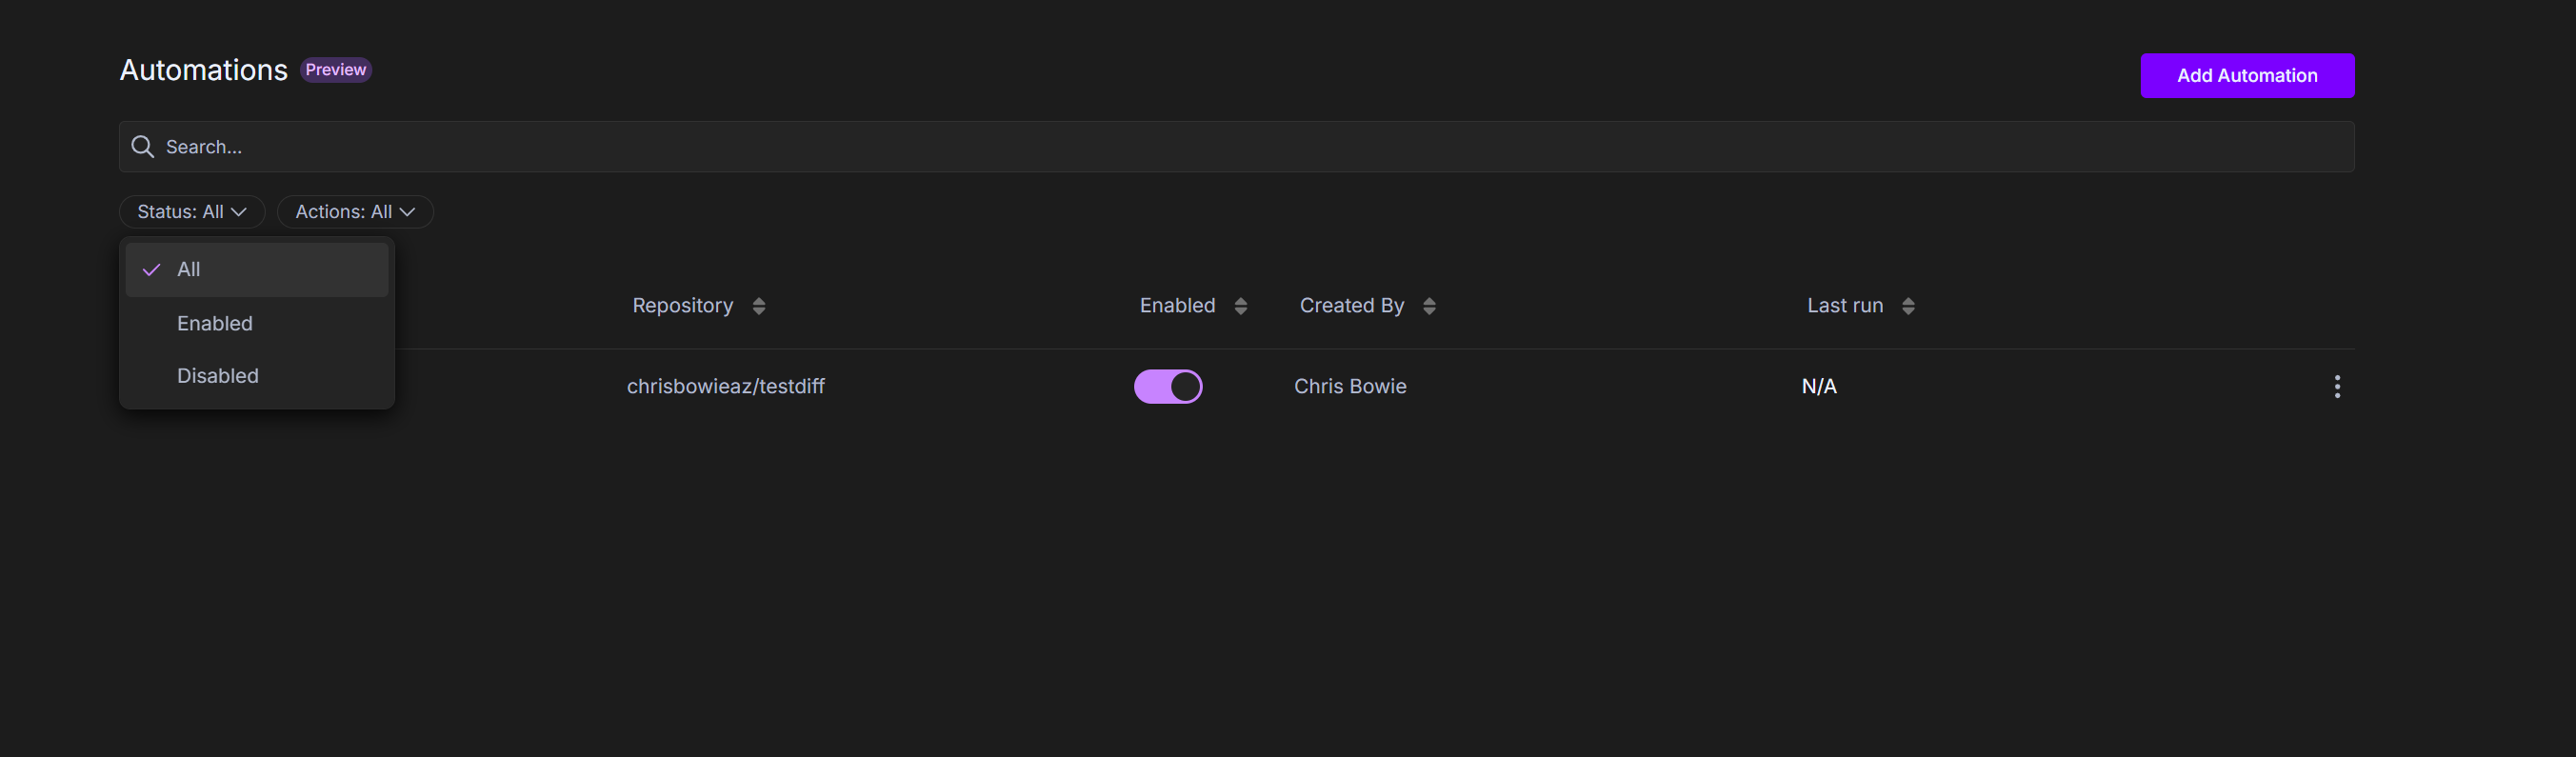 Automations Preview
Add Automation
Search...
Status: All Actions: All
All
Enabled
Disabled
Repository Enabled Created By Last run
chrisbowieaz/testdiff Chris Bowie N/A